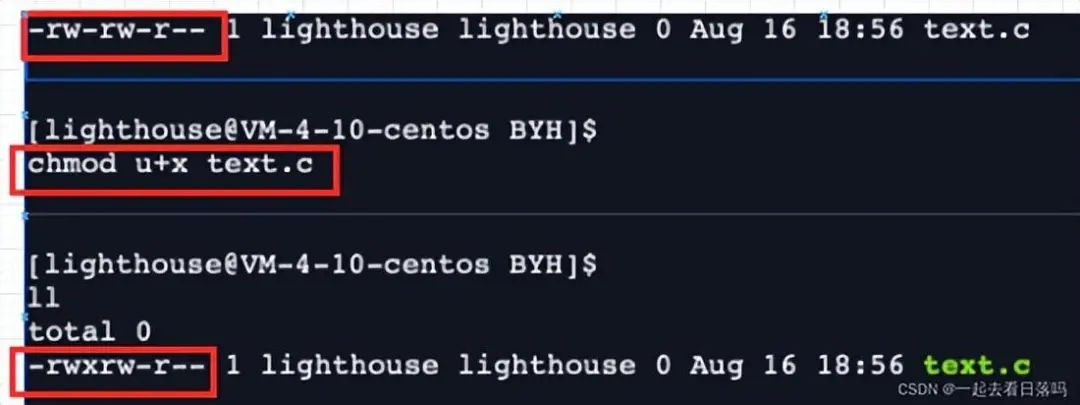 -rw-rw-r-- 1 lighthouse lighthouse 0 Aug 16 18:56 text.c
[lighthouse@VM-4-10-centos BYH]$
chmod u+x text.c
[lighthouse@VM-4-10-centos BYH]$
ll
total 0
-rwxrw-r-- 1 lighthouse lighthouse 0 Aug 16 18:56 text.c
CSDN @一起去看日落吗